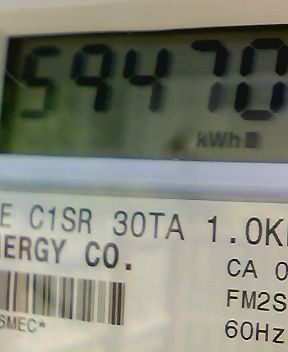 59470
kWh
E C1SR 30TA 1.0K
ERGY CO.
CA 0
FM2S
SMEC*
60Hz